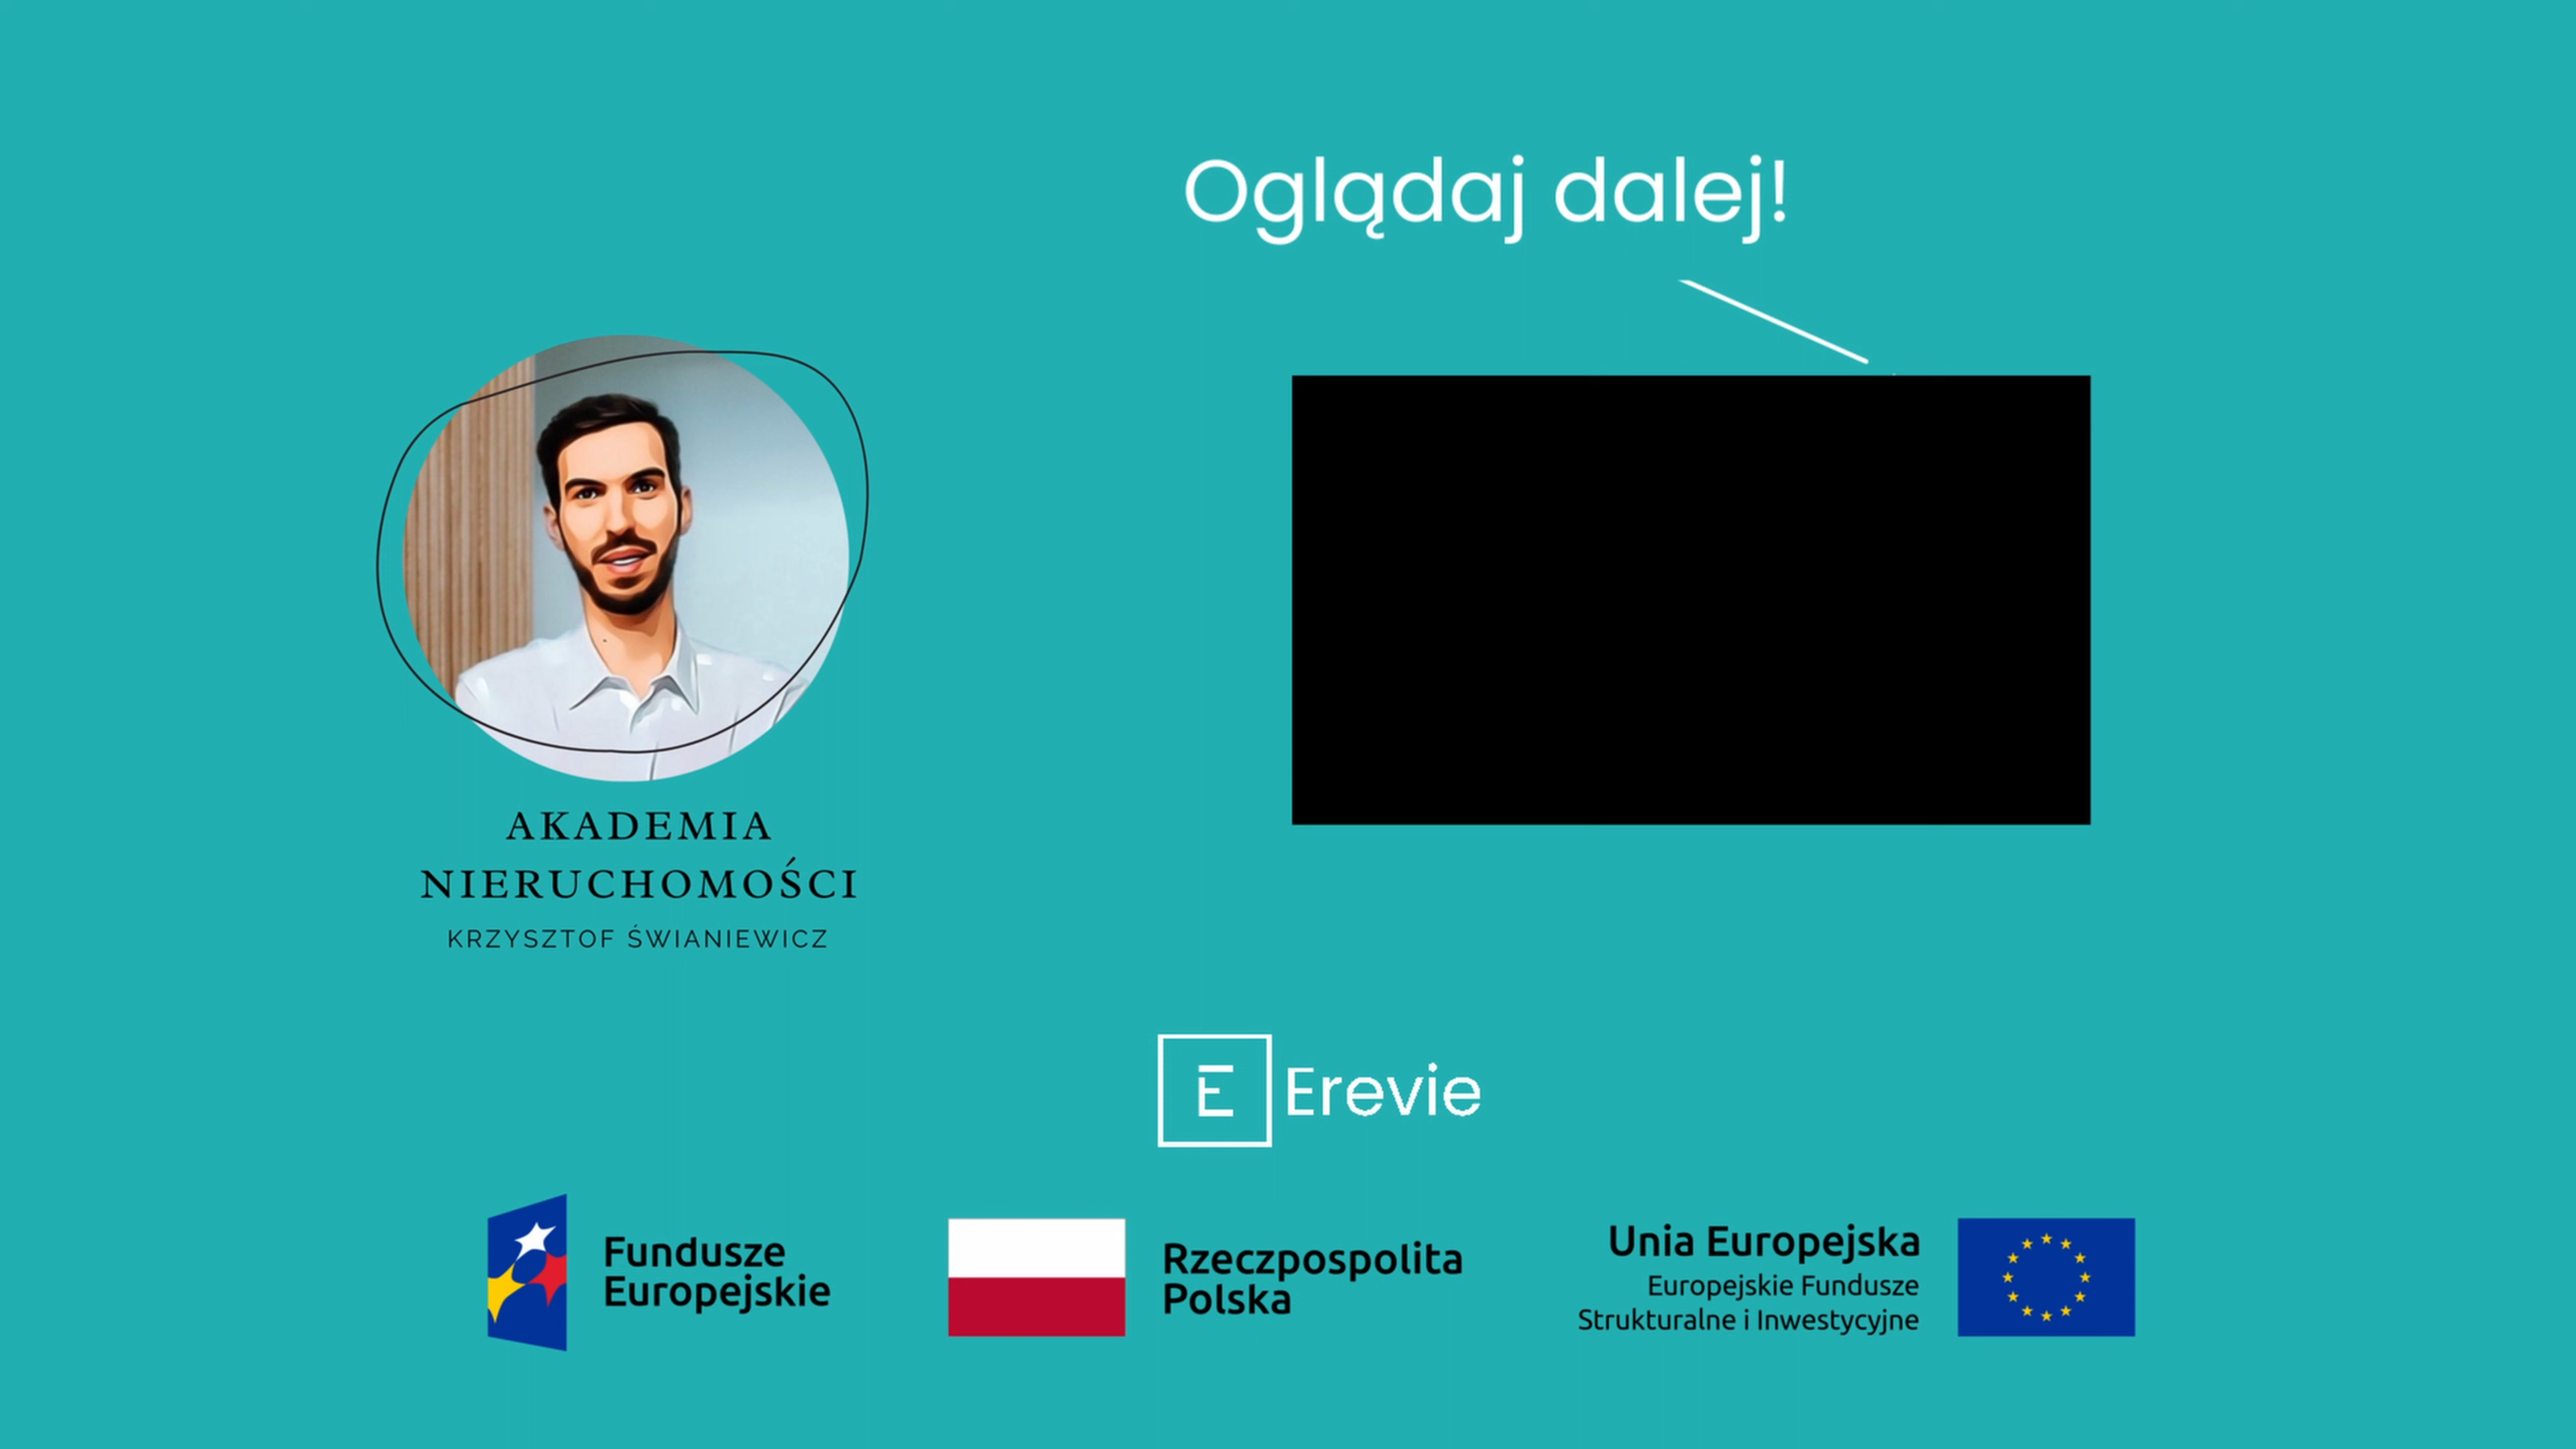 Oglądaj dalej!
AKADEMIA
NIERUCHOMOŚCI
KRZYSZTOF ŚWIANIEWICZ
E Erevie
Fundusze
Europejskie
Rzeczpospolita
Polska
Unia Europejska
Europejskie Fundusze
Strukturalne i Inwestycyjne